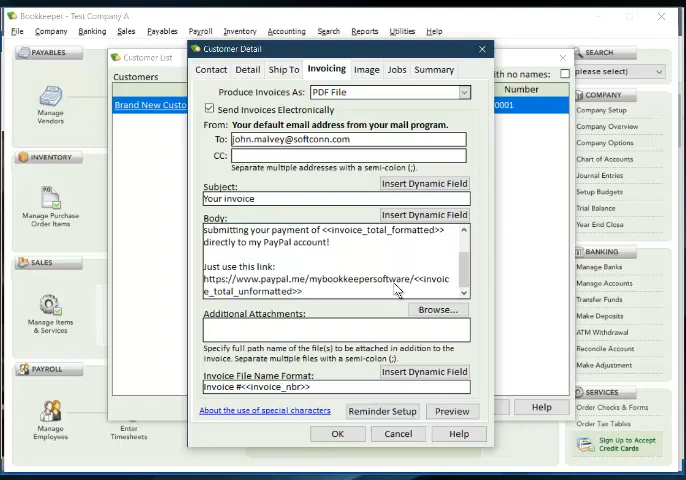 Bookkeeper - Test Company A
File Company Banking Sales Payables Payroll Inventory Accounting Search Reports Utilities Help
PAYABLES
Manage
Vendors
INVENTORY
Manage Purchase
Order Items
SALES
Manage Items
& Services
PAYROLL
Manage
Employees
Enter
Timesheets
Customer List
Customers
Brand New Custo
with no names:
Number
0001
Help
Customer Detail
Contact Detail Ship To Invoicing Image Jobs Summary
Produce Invoices As: PDF File
Send Invoices Electronically
From: Your default email address from your mail program.
To: john.malvey@softconn.com
CC:
Separate multiple addresses with a semi-colon (;).
Subject: Insert Dynamic Field
Your invoice
Body: Insert Dynamic Field
submitting your payment of <<invoice_total_formatted>>
directly to my PayPal account!
Just use this link:
https://www.paypal.me/mybookkeepersoftware/<<invoic
e_total_unformatted>>
Additional Attachments: Browse...
Specify full path name of the file(s) to be attached in addition to the
invoice. Separate multiple files with a semi-colon (;).
Invoice File Name Format: Insert Dynamic Field
Invoice #<<invoice_nbr>>
About the use of special characters Reminder Setup Preview
OK Cancel Help
SEARCH
please select)
COMPANY
Company Setup
Company Overview
Company Options
Chart of Accounts
Journal Entries
Setup Budgets
Trial Balance
Year End Close
BANKING
Manage Banks
Manage Accounts
Transfer Funds
Make Deposits
ATM Withdrawal
Reconcile Account
Make Adjustment
SERVICES
Order Checks & Forms
Order Tax Tables
Sign Up to Accept
Credit Cards